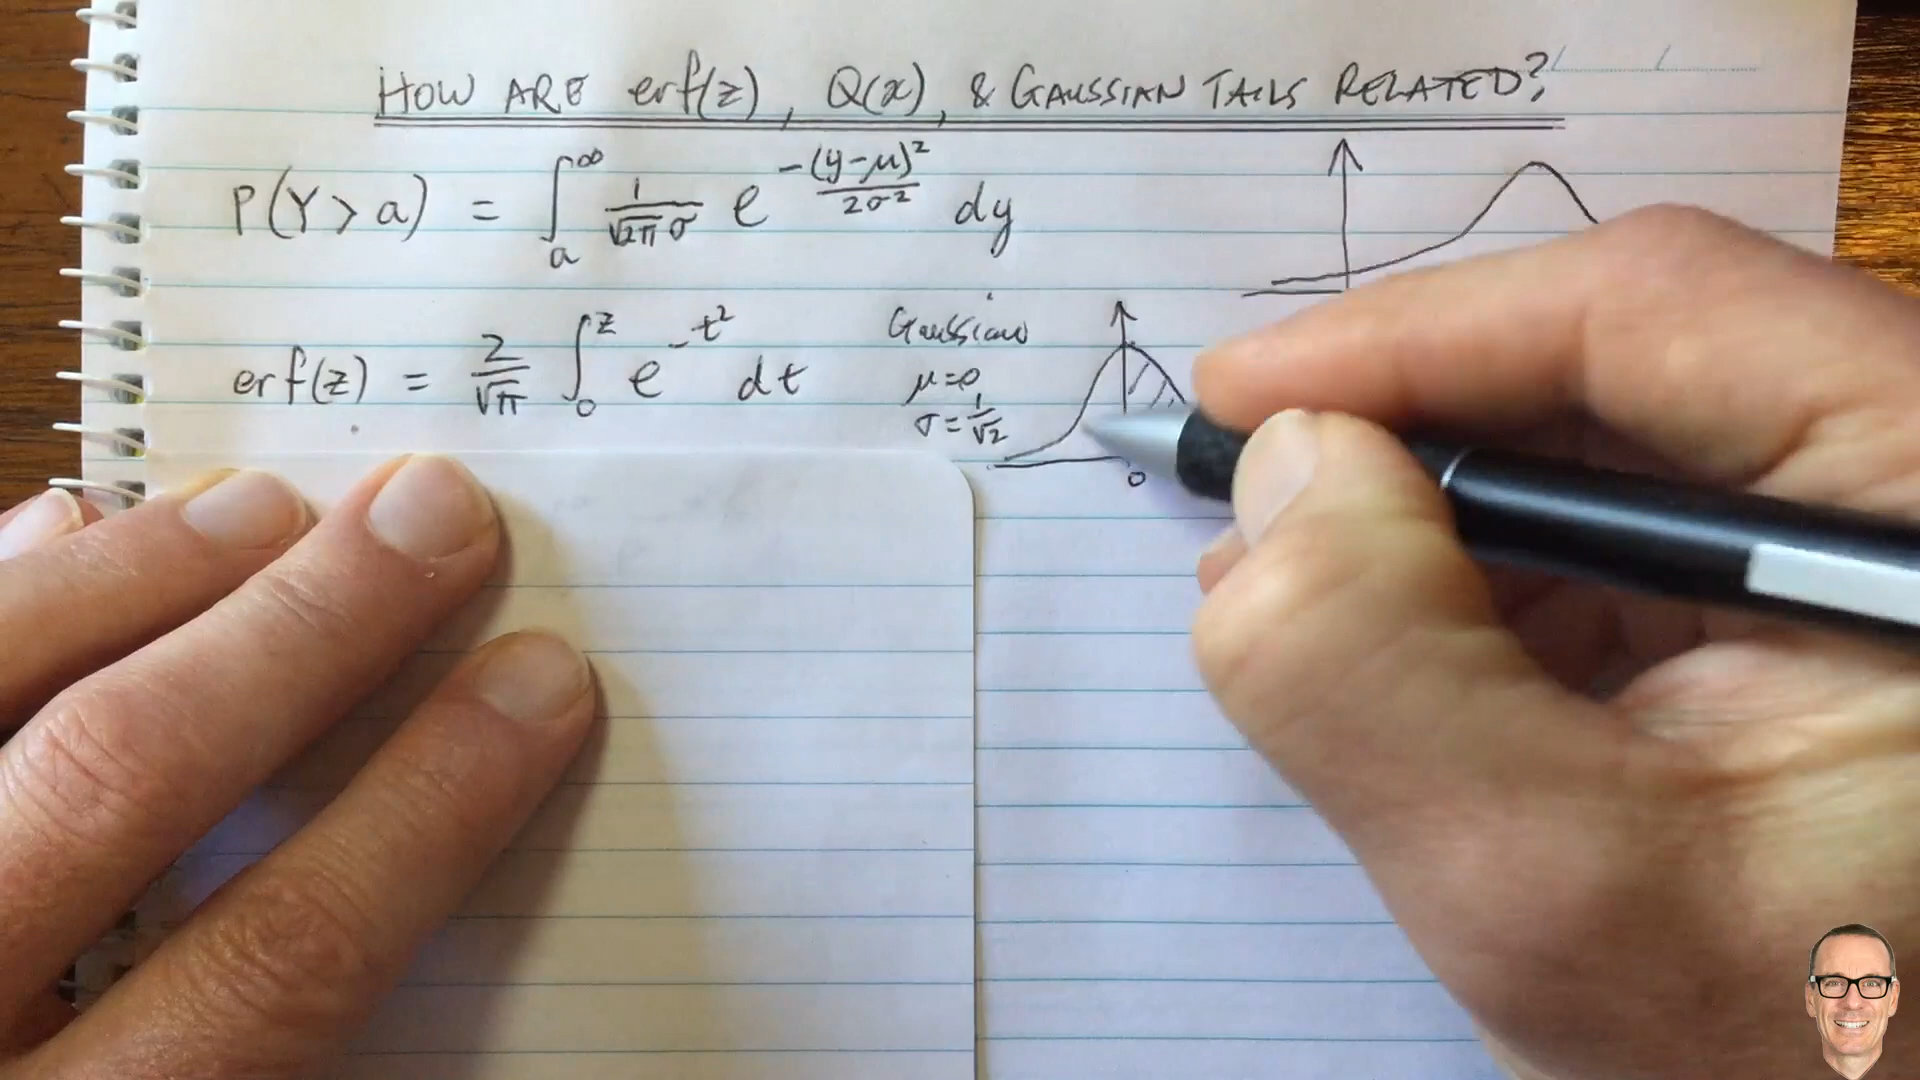 HOW ARE erf(z), Q(x), & GAUSSIAN TAILS RELATED?
P(Y > a) = ∫_a^∞ 1/(√2π σ) e^(-(y-μ)²/2σ²) dy
erf(z) = 2/√π ∫_0^z e^(-t²) dt
Gaussian
μ=0
σ=1/√2
0